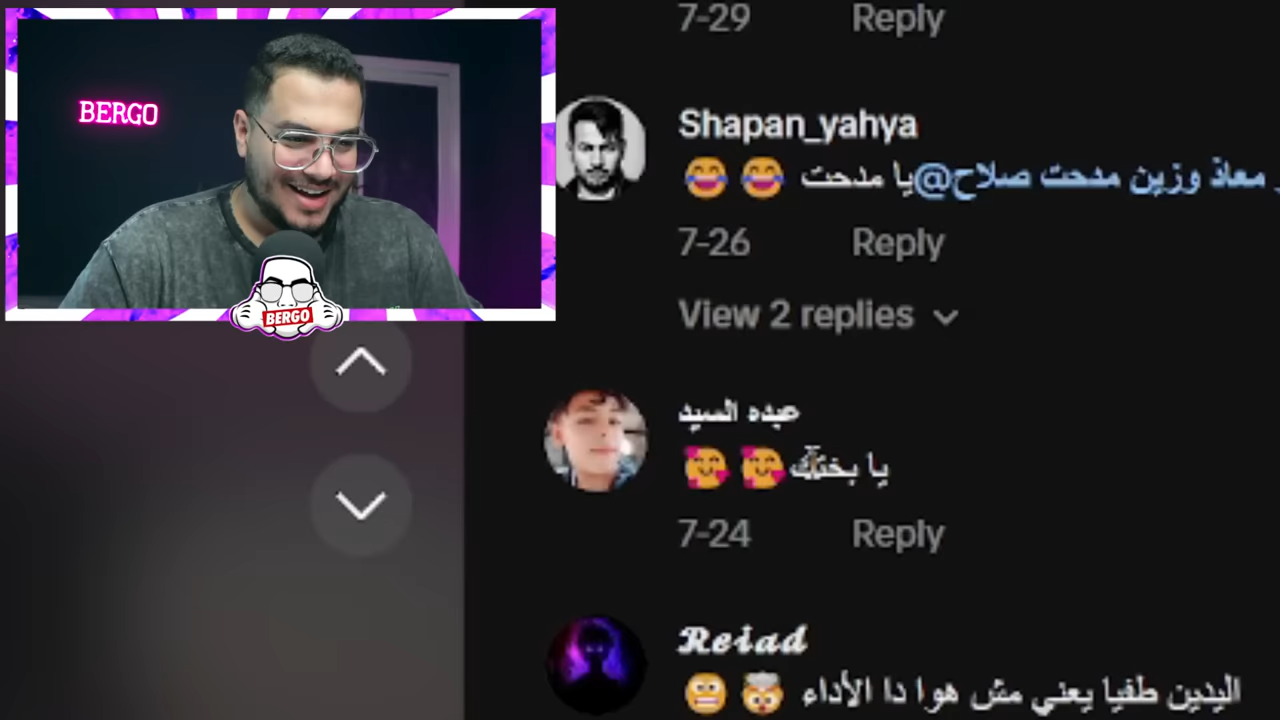 7-29 Reply
BERGO
Shapan_yahya
معاذ وزين مدحت صلاح@يا مدحت 😂 😂
7-26 Reply
View 2 replies
BERGO
عبده السيد
يا بختك 🥰 🥰
7-24 Reply
Reiad
اليدين طفيا يعني مش هوا دا الأداء 🤯 😬